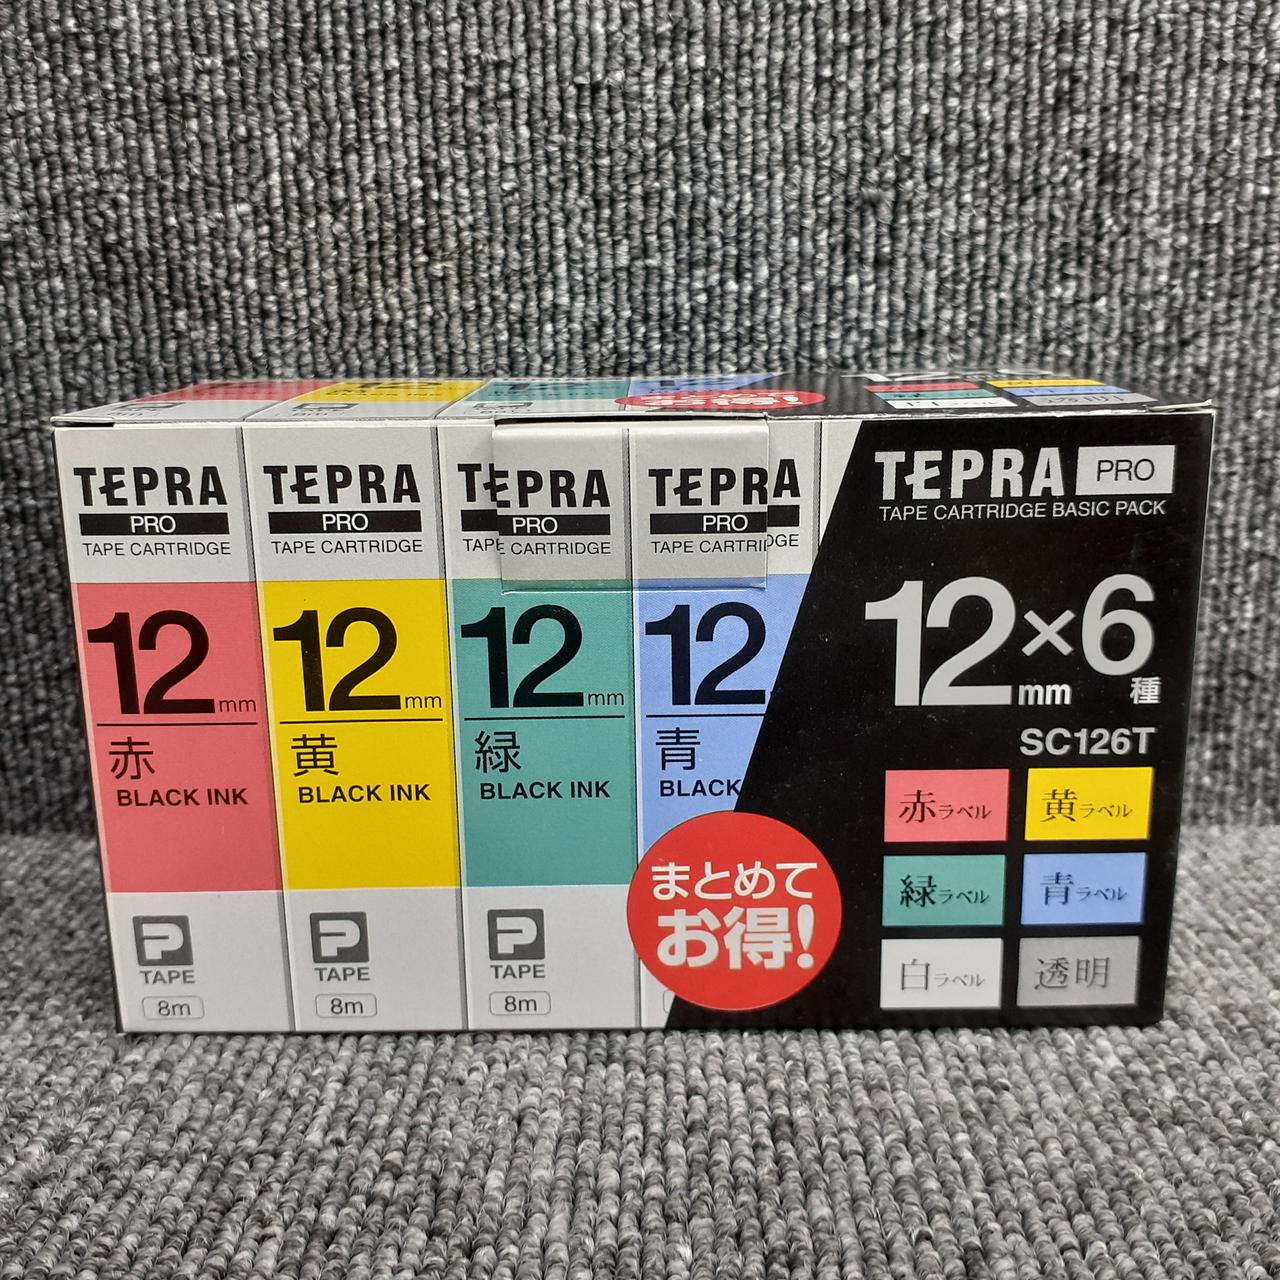 TEPRA
PRO
TAPE CARTRIDGE
12mm
赤
BLACK INK
TAPE
8m
TEPRA
PRO
TAPE CARTRIDGE
12mm
黄
BLACK INK
TAPE
8m
TEPRA
PRO
TAPE CARTRIDGE
12mm
緑
BLACK INK
TAPE
8m
TEPRA
PRO
TAPE CARTRIDGE
12
青
BLACK
まとめて
お得!
TEPRA PRO
TAPE CARTRIDGE BASIC PACK
12mm×6種
SC126T
赤ラベル
黄ラベル
緑ラベル
青ラベル
白ラベル
透明